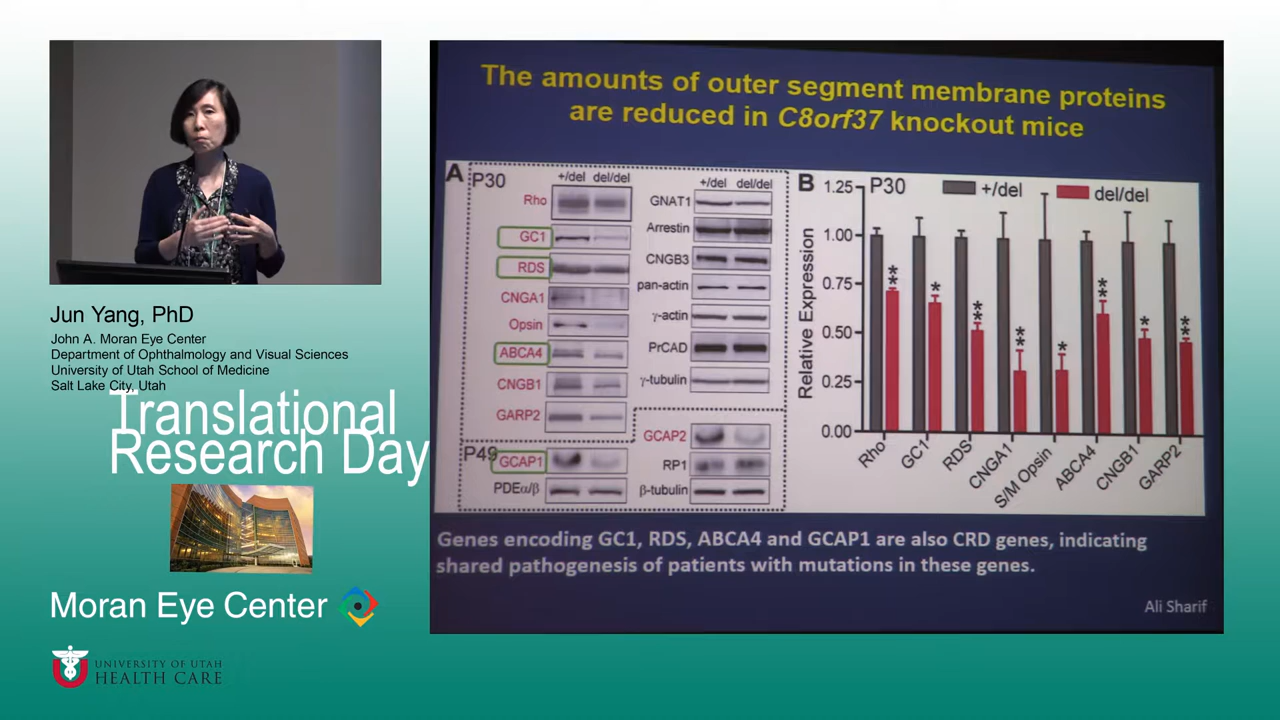 Jun Yang, PhD
John A. Moran Eye Center
Department of Ophthalmology and Visual Sciences
University of Utah School of Medicine
Salt Lake City, Utah
Translational
Research Day
Moran Eye Center
UNIVERSITY OF UTAH
HEALTH CARE
The amounts of outer segment membrane proteins
are reduced in C8orf37 knockout mice
A
P30
+/del del/del
Rho
GC1
RDS
CNGA1
Opsin
ABCA4
CNGB1
GARP2
P49
GCAP1
PDEα/β
+/del del/del
GNAT1
Arrestin
CNGB3
pan-actin
γ-actin
PrCAD
γ-tubulin
GCAP2
RP1
β-tubulin
B
P30
+/del
del/del
Relative Expression
1.25
1.00
0.75
0.50
0.25
0.00
**
*
**
**
*
**
*
***
Rho
GC1
RDS
CNGA1
S/M Opsin
ABCA4
CNGB1
GARP2
Genes encoding GC1, RDS, ABCA4 and GCAP1 are also CRD genes, indicating
shared pathogenesis of patients with mutations in these genes.
Ali Sharif